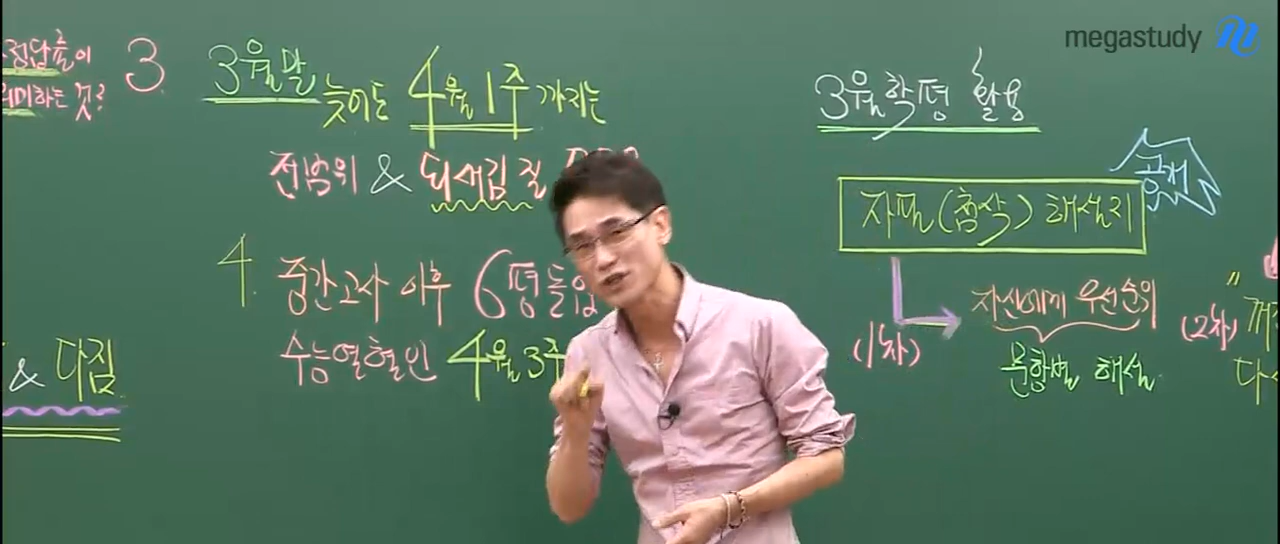 정답률이
의미하는 것?
3
3월말
늦어도 4월 1주 까지는
전범위 & 되새김질
4 중간고사 이후 6평돌입
수능열혈인 4월 3주
& 다짐
megastudy
3월학평 활용
공개
자필(첨삭) 해설지
(1차)
자신에게 우선순위
문항별 해설
(2차)